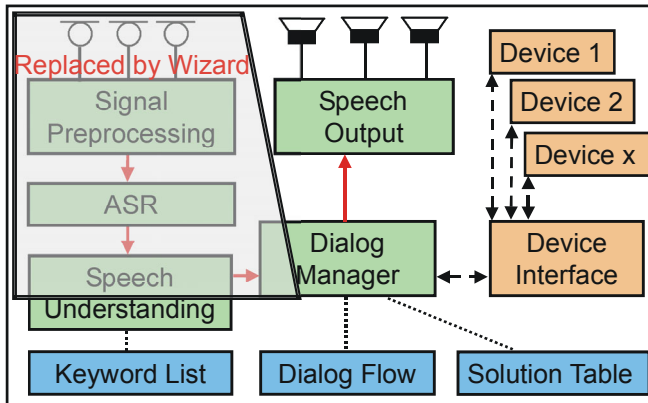 Replaced by Wizard
Signal
Preprocessing
ASR
Speech
Understanding
Keyword List
Speech
Output
Dialog
Manager
Dialog Flow
Device 1
Device 2
Device x
Device
Interface
Solution Table